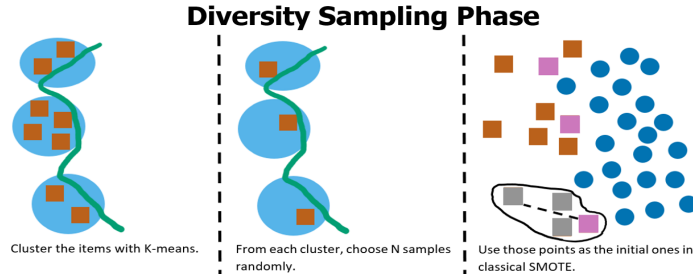 Diversity Sampling Phase
Cluster the items with K-means.
From each cluster, choose N samples
randomly.
Use those points as the initial ones in
classical SMOTE.